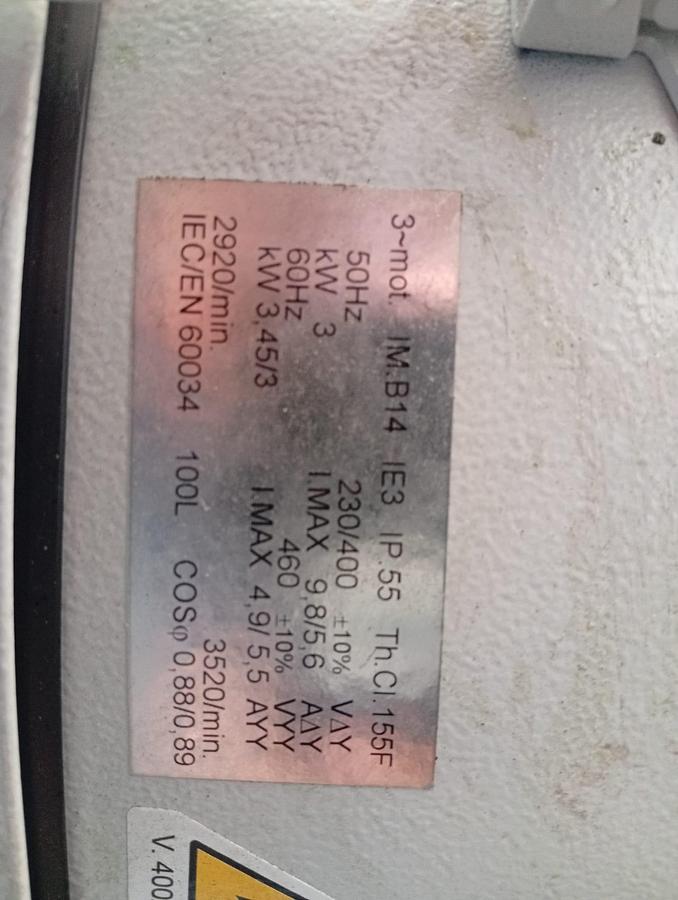 3~mot. IM.B14 IE3 IP.55 Th.Cl.155F
50Hz 230/400 ±10% VΔY
kW 3 I.MAX 9,8/5,6 AΔY
60Hz 460 ±10% VYY
kW 3,45/3 I.MAX 4,9/5,5 AYY
2920/min. 3520/min.
IEC/EN 60034 100L COSφ 0,88/0,89
V. 400